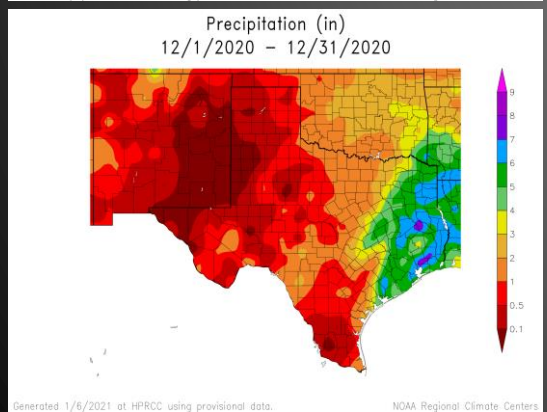 Precipitation (in)
12/1/2020 – 12/31/2020
9
8
7
6
5
4
3
2
1
0.5
0.1
Generated 1/6/2021 at HPRCC using provisional data.
NOAA Regional Climate Centers